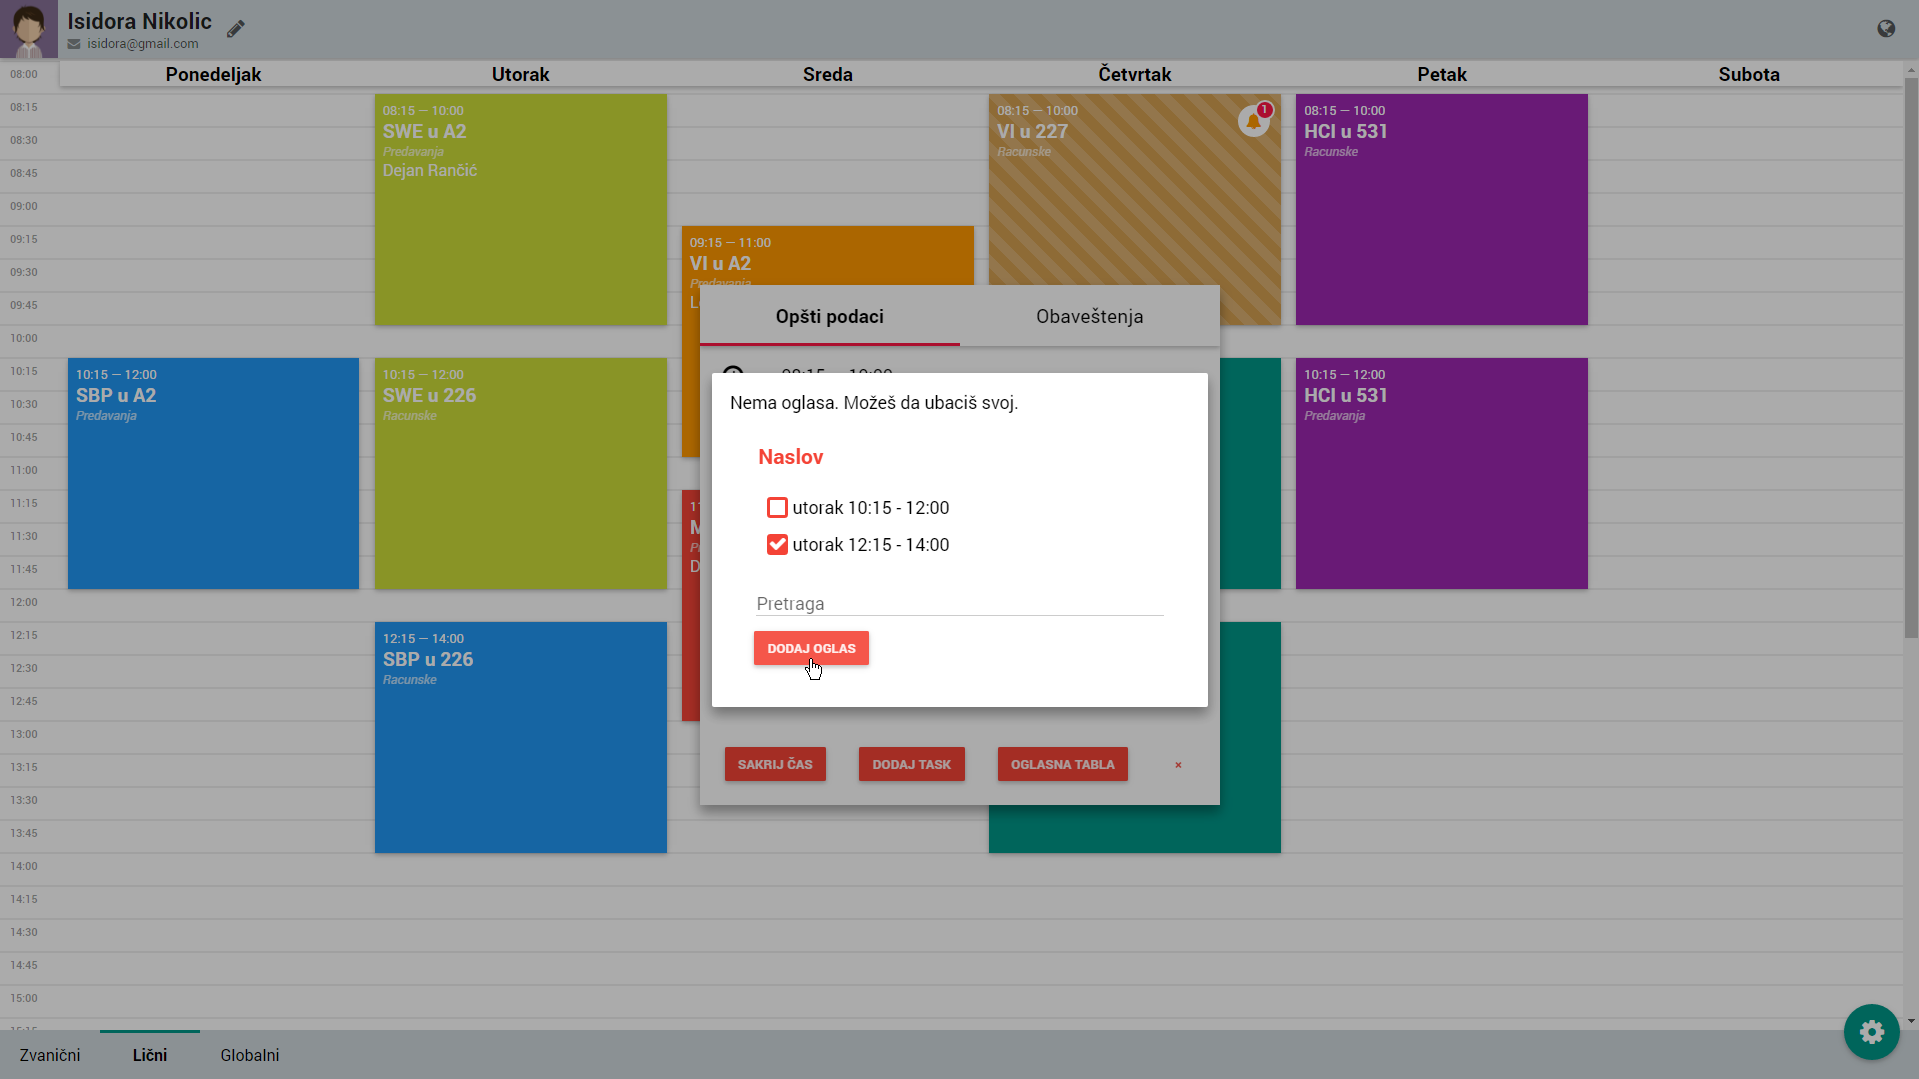 Isidora Nikolic
isidora@gmail.com
08:00
Ponedeljak
Utorak
Sreda
Četvrtak
Petak
Subota
08:15
08:30
08:45
09:00
09:15
09:30
09:45
10:00
10:15
10:30
10:45
11:00
11:15
11:30
11:45
12:00
12:15
12:30
12:45
13:00
13:15
13:30
13:45
14:00
14:15
14:30
14:45
15:00
10:15 — 12:00
SBP u A2
Predavanja
08:15 — 10:00
SWE u A2
Predavanja
Dejan Rančić
10:15 — 12:00
SWE u 226
Racunske
12:15 — 14:00
SBP u 226
Racunske
09:15 — 11:00
VI u A2
Predavanja
08:15 — 10:00
VI u 227
Racunske
1
08:15 — 10:00
HCI u 531
Racunske
10:15 — 12:00
HCI u 531
Predavanja
Opšti podaci
Obaveštenja
Nema oglasa. Možeš da ubaciš svoj.
Naslov
utorak 10:15 - 12:00
utorak 12:15 - 14:00
Pretraga
DODAJ OGLAS
SAKRIJ ČAS
DODAJ TASK
OGLASNA TABLA
×
Zvanični
Lični
Globalni